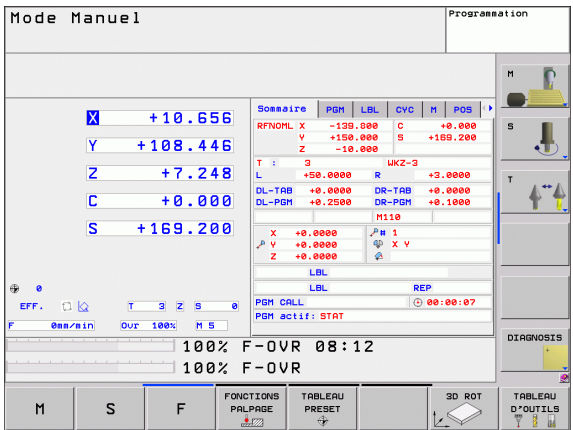 Mode Manuel
Programmation
X +10.656
Y +108.446
Z +7.248
C +0.000
S +169.200
0
EFF. T 3 Z S 0
F 0mm/min Ovr 100% M 5
Sommaire PGM LBL CYC M POS
RFNOML X -139.800 C +0.000
Y +150.000 S +169.200
Z -10.000
T : 3 WKZ-3
L +50.0000 R +3.0000
DL-TAB +0.0000 DR-TAB +0.0000
DL-PGM +0.2500 DR-PGM +0.1000
M110
X +0.0000 # 1
Y +0.0000 X Y
Z +0.0000
LBL
LBL REP
PGM CALL 00:00:07
PGM actif: STAT
100% F-OVR 08:12
100% F-OVR
M
S
T
DIAGNOSIS
M
S
F
FONCTIONS PALPAGE
TABLEAU PRESET
3D ROT
TABLEAU D'OUTILS